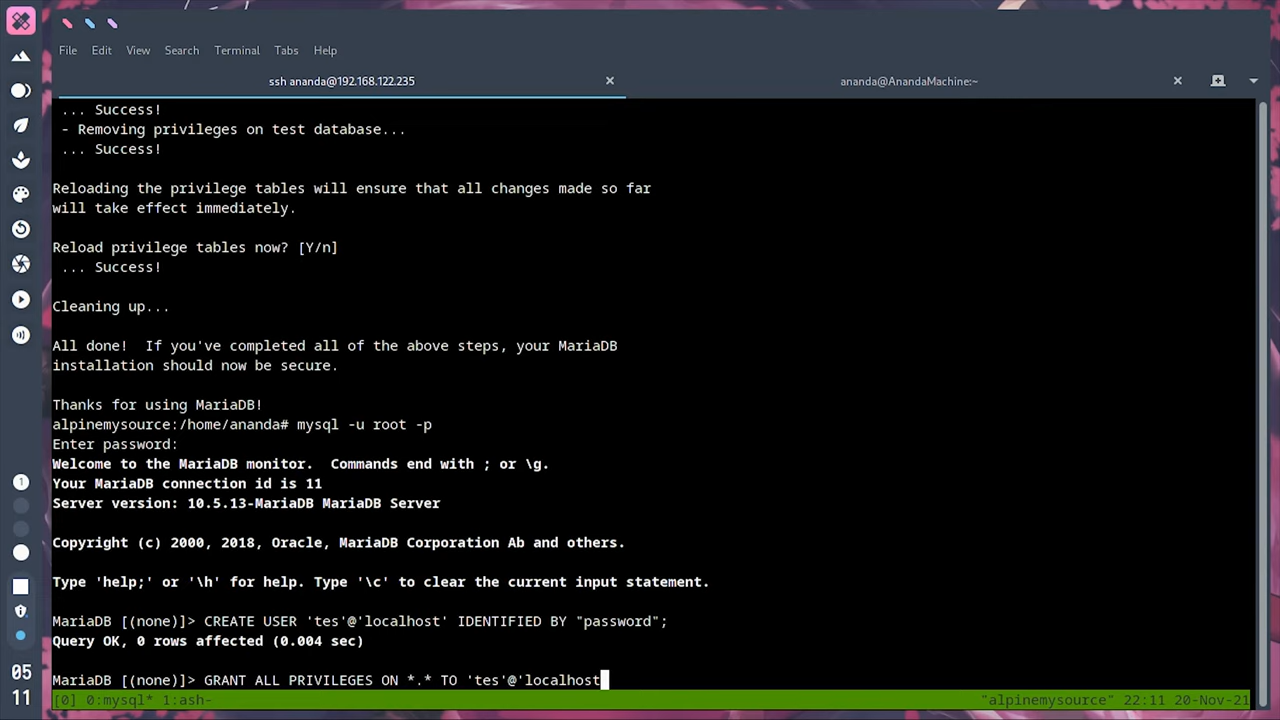 File Edit View Search Terminal Tabs Help
ssh ananda@192.168.122.235
ananda@AnandaMachine:~
... Success!
- Removing privileges on test database...
... Success!
Reloading the privilege tables will ensure that all changes made so far
will take effect immediately.
Reload privilege tables now? [Y/n]
... Success!
Cleaning up...
All done!  If you've completed all of the above steps, your MariaDB
installation should now be secure.
Thanks for using MariaDB!
alpinemysource:/home/ananda# mysql -u root -p
Enter password:
Welcome to the MariaDB monitor.  Commands end with ; or \g.
Your MariaDB connection id is 11
Server version: 10.5.13-MariaDB MariaDB Server
Copyright (c) 2000, 2018, Oracle, MariaDB Corporation Ab and others.
Type 'help;' or '\h' for help. Type '\c' to clear the current input statement.
MariaDB [(none)]> CREATE USER 'tes'@'localhost' IDENTIFIED BY "password";
Query OK, 0 rows affected (0.004 sec)
MariaDB [(none)]> GRANT ALL PRIVILEGES ON *.* TO 'tes'@'localhost
[0] 0:mysql* 1:ash- "alpinemysource" 22:11 20-Nov-21
1
05
11